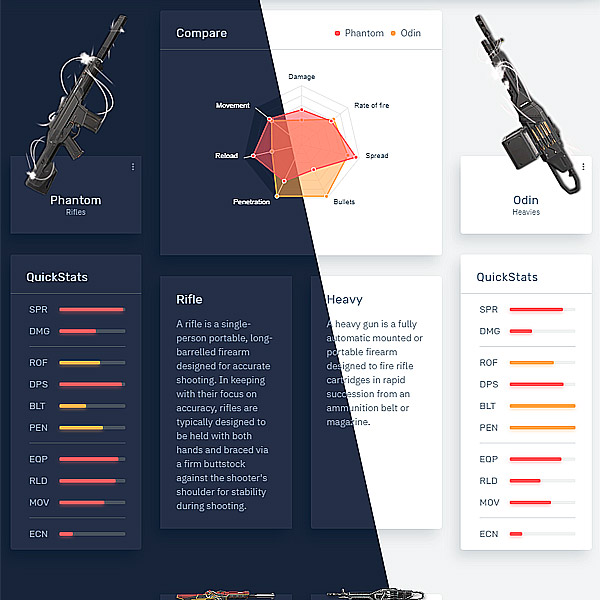 Compare
Phantom
Odin
Damage
Movement
Rate of fire
Reload
Spread
Penetration
Bullets
Phantom
Rifles
Odin
Heavies
QuickStats
SPR
DMG
ROF
DPS
BLT
PEN
EQP
RLD
MOV
ECN
Rifle
A rifle is a single-
person portable, long-
barrelled firearm
designed for accurate
shooting. In keeping
with their focus on
accuracy, rifles are
typically designed to
be held with both
hands and braced via
a firm buttstock
against the shooter's
shoulder for stability
during shooting.
Heavy
A heavy gun is a fully
automatic mounted or
portable firearm
designed to fire rifle
cartridges in rapid
succession from an
ammunition belt or
magazine.
QuickStats
SPR
DMG
ROF
DPS
BLT
PEN
EQP
RLD
MOV
ECN